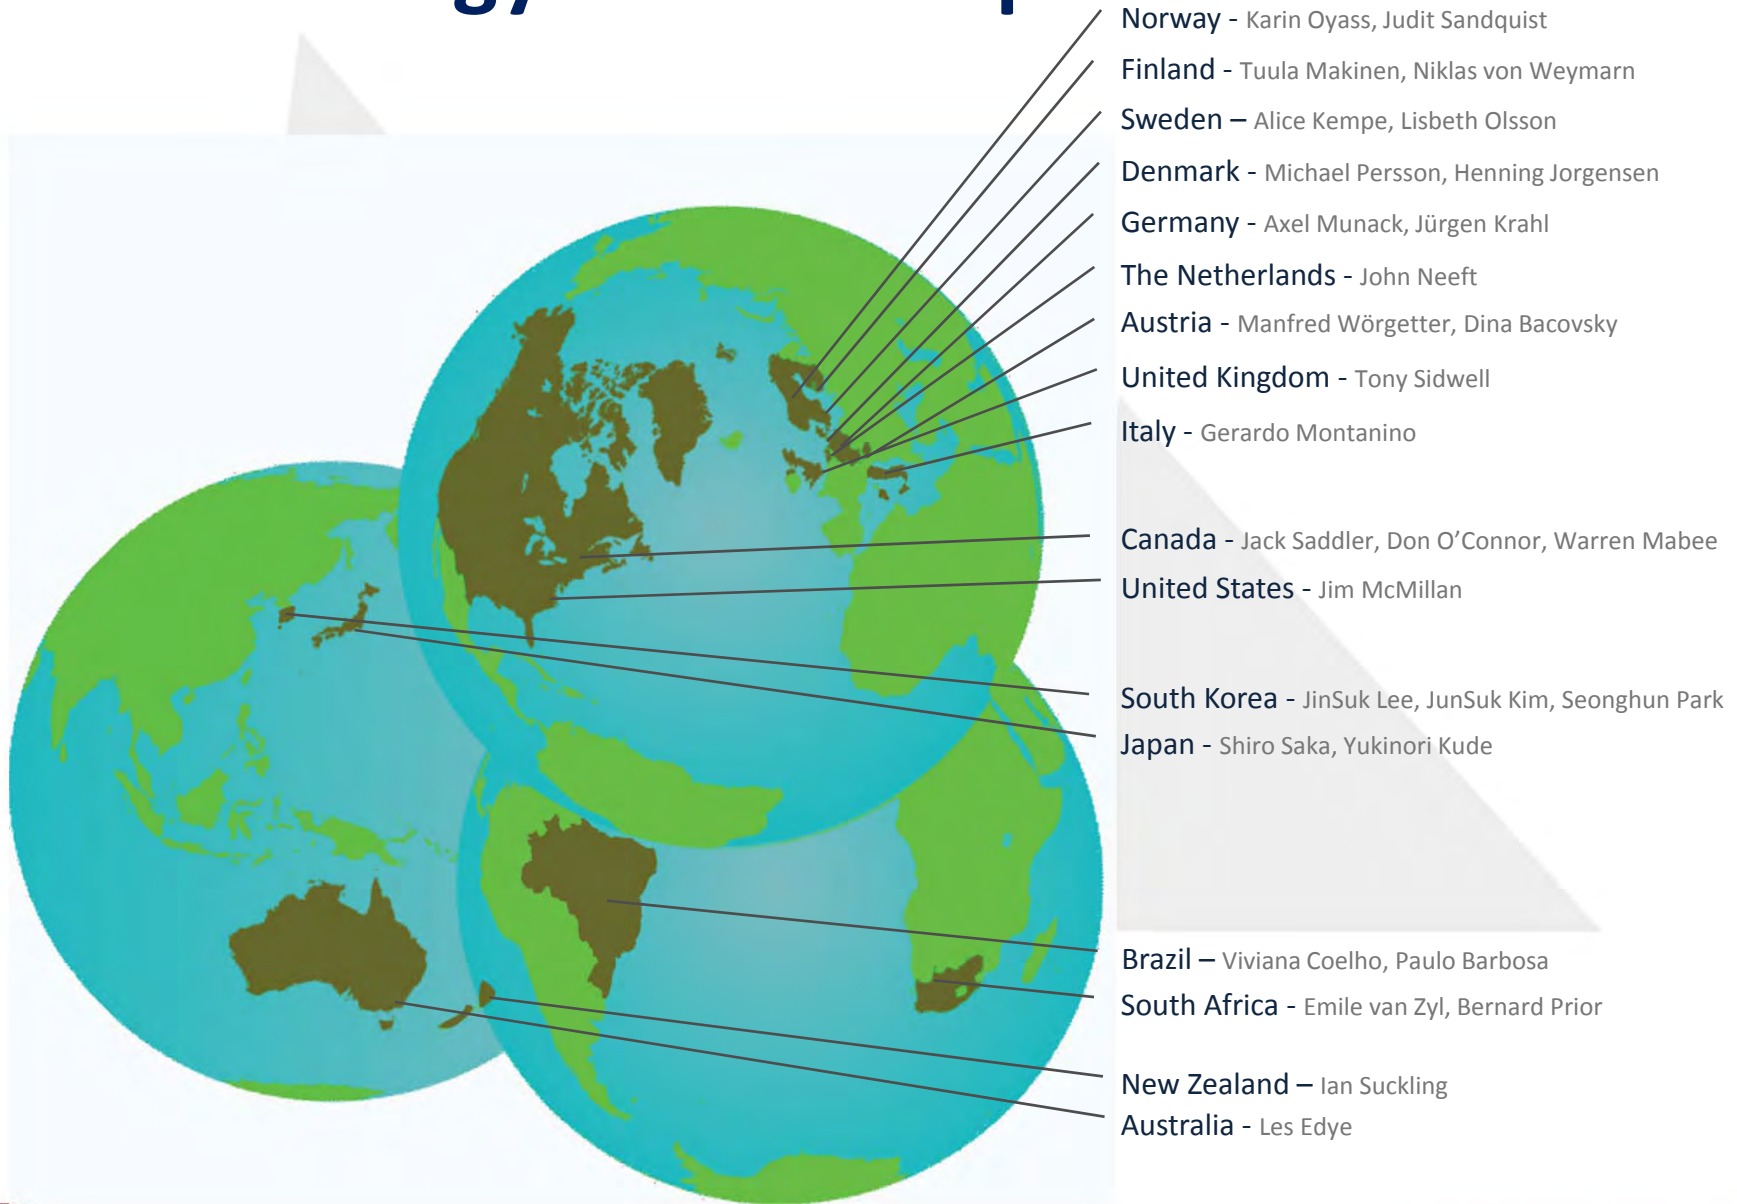 Norway - Karin Oyass, Judit Sandquist
Finland - Tuula Makinen, Niklas von Weymarn
Sweden – Alice Kempe, Lisbeth Olsson
Denmark - Michael Persson, Henning Jorgensen
Germany - Axel Munack, Jürgen Krahl
The Netherlands - John Neeft
Austria - Manfred Wörgetter, Dina Bacovsky
United Kingdom - Tony Sidwell
Italy - Gerardo Montanino
Canada - Jack Saddler, Don O’Connor, Warren Mabee
United States - Jim McMillan
South Korea - JinSuk Lee, JunSuk Kim, Seonghun Park
Japan - Shiro Saka, Yukinori Kude
Brazil – Viviana Coelho, Paulo Barbosa
South Africa - Emile van Zyl, Bernard Prior
New Zealand – Ian Suckling
Australia - Les Edye